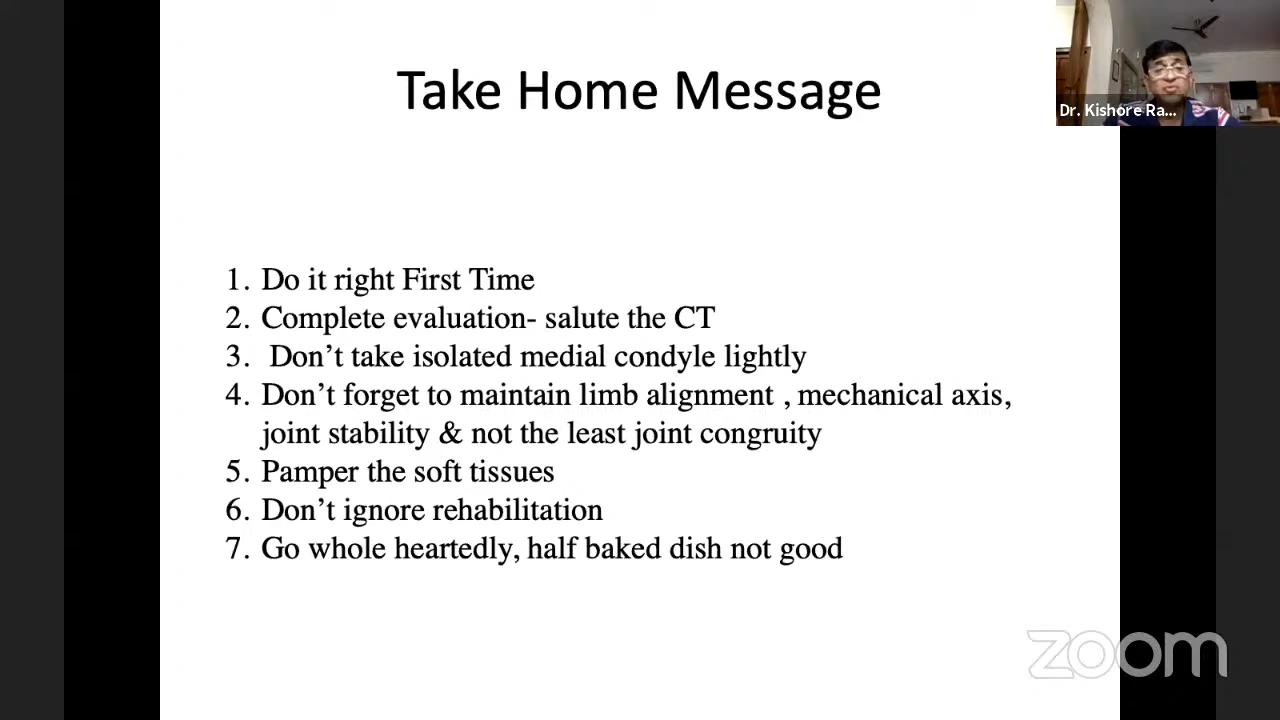 Take Home Message
Dr. Kishore Ra...
1. Do it right First Time
2. Complete evaluation- salute the CT
3. Don’t take isolated medial condyle lightly
4. Don’t forget to maintain limb alignment , mechanical axis,
joint stability & not the least joint congruity
5. Pamper the soft tissues
6. Don’t ignore rehabilitation
7. Go whole heartedly, half baked dish not good
zoom